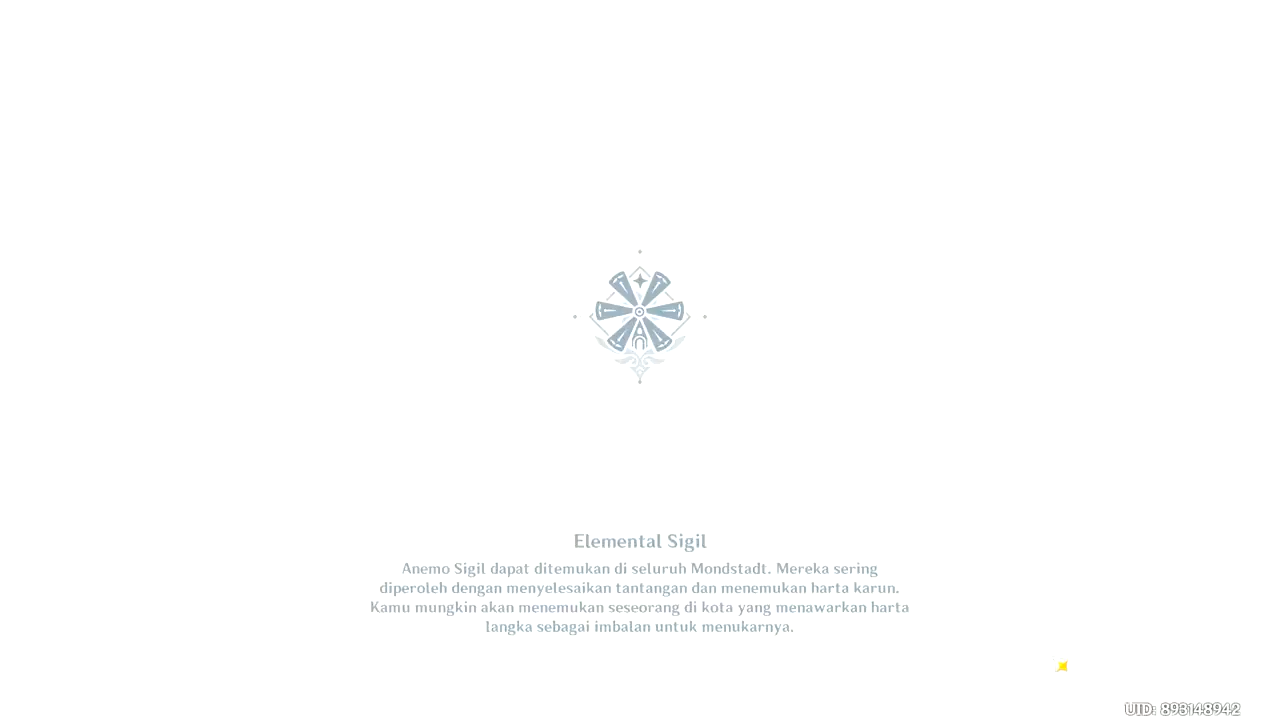 Elemental Sigil
Anemo Sigil dapat ditemukan di seluruh Mondstadt. Mereka sering
diperoleh dengan menyelesaikan tantangan dan menemukan harta karun.
Kamu mungkin akan menemukan seseorang di kota yang menawarkan harta
langka sebagai imbalan untuk menukarnya.
UID: 893148942